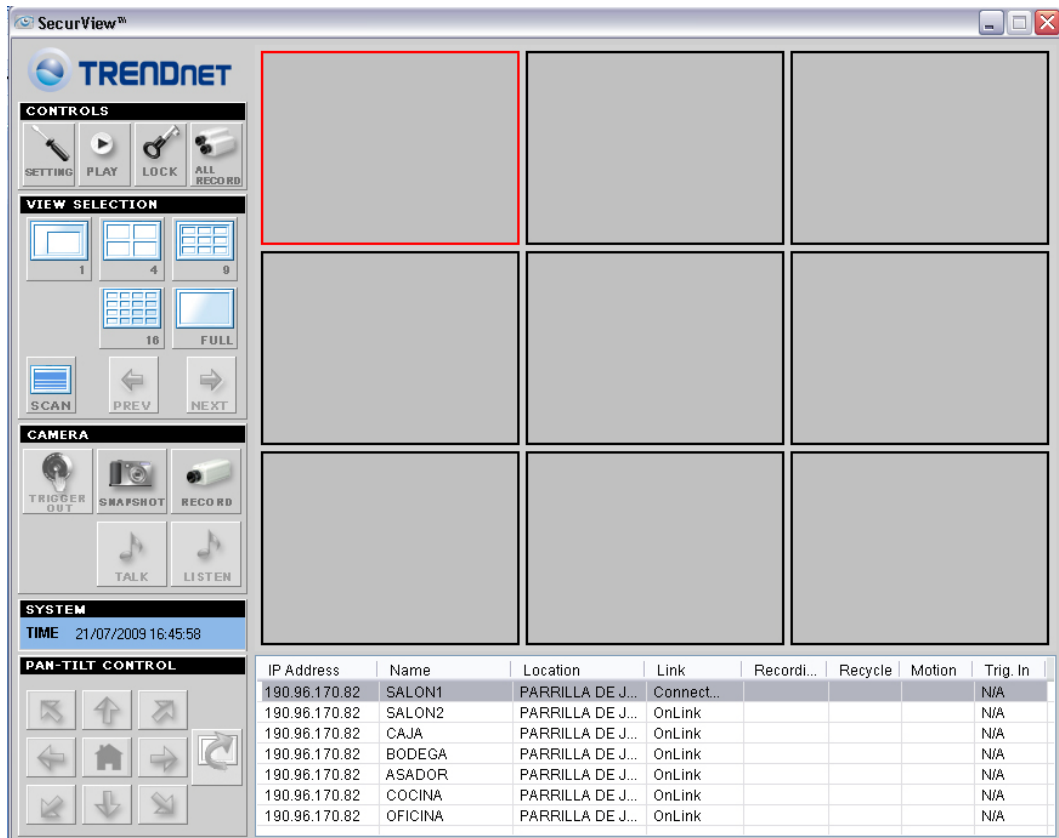 SecurView™
TRENDNET
CONTROLS
SETTING PLAY LOCK ALL RECORD
VIEW SELECTION
1 4 9
16 FULL
SCAN PREV NEXT
CAMERA
TRIGGER OUT SNAPSHOT RECORD
TALK LISTEN
SYSTEM
TIME 21/07/2009 16:45:58
PAN-TILT CONTROL
IP Address Name Location Link Recordi... Recycle Motion Trig. In
190.96.170.82 SALON1 PARRILLA DE J... Connect... N/A
190.96.170.82 SALON2 PARRILLA DE J... OnLink N/A
190.96.170.82 CAJA PARRILLA DE J... OnLink N/A
190.96.170.82 BODEGA PARRILLA DE J... OnLink N/A
190.96.170.82 ASADOR PARRILLA DE J... OnLink N/A
190.96.170.82 COCINA PARRILLA DE J... OnLink N/A
190.96.170.82 OFICINA PARRILLA DE J... OnLink N/A